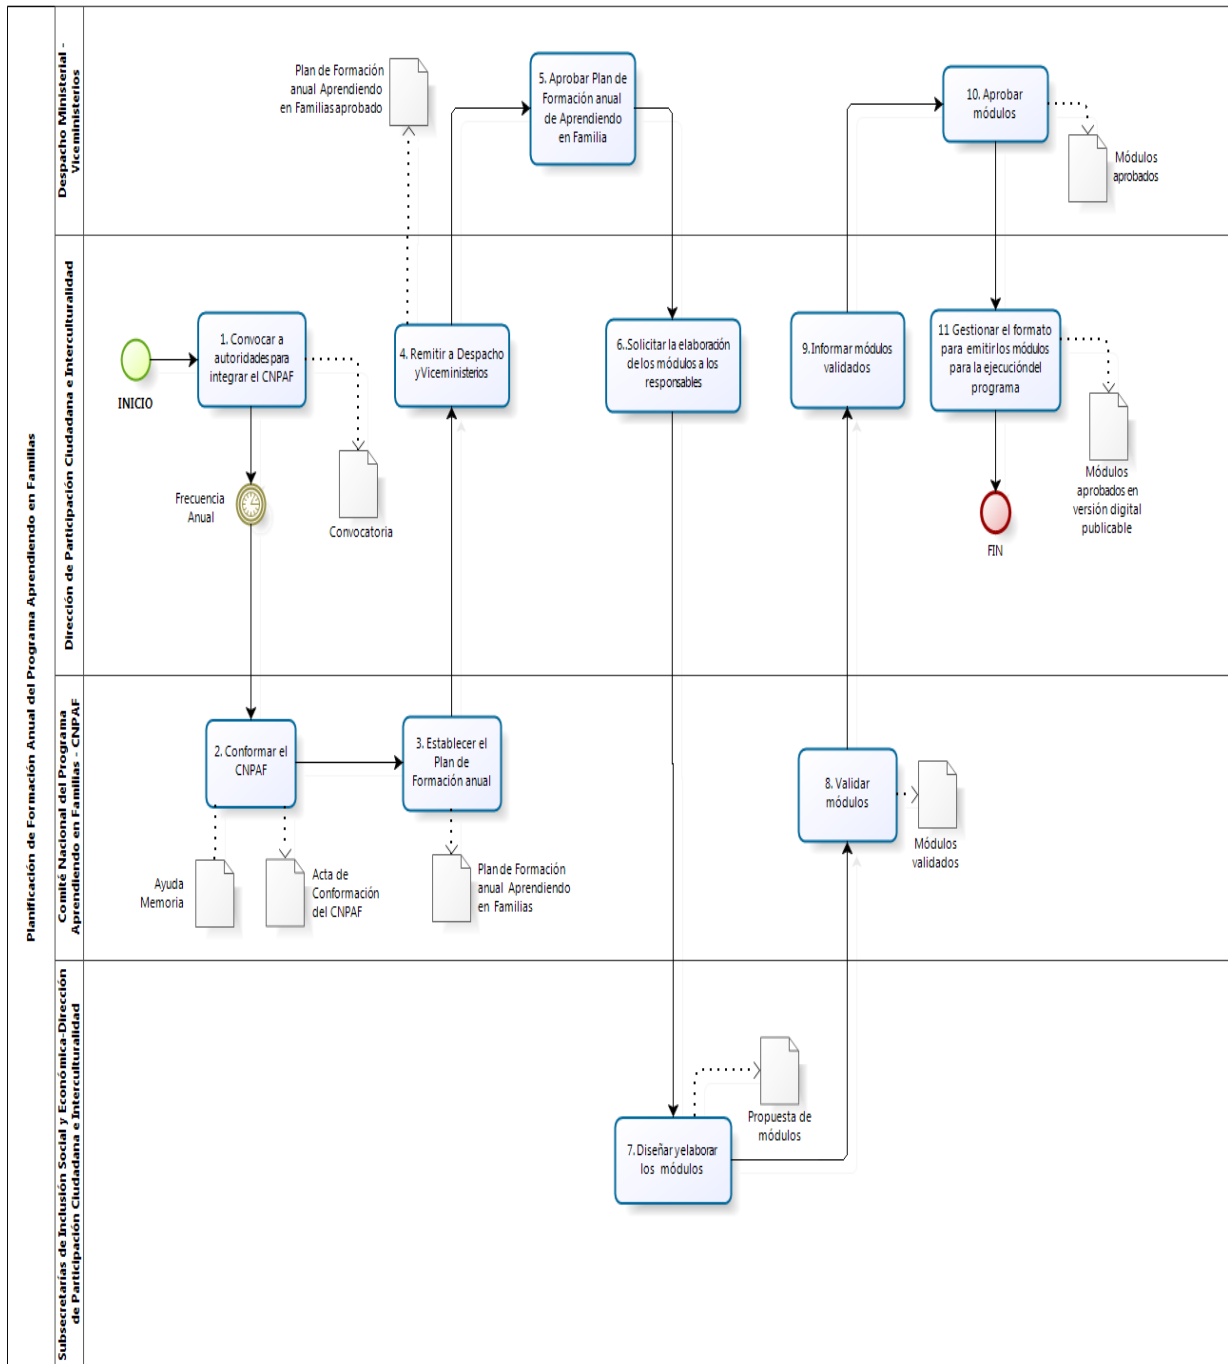 Planificación de Formación Anual del Programa Aprendiendo en Familias
Despacho Ministerial -
Viceministerios
Plan de Formación
anual Aprendiendo
en Familias aprobado
5. Aprobar Plan de
Formación anual
de Aprendiendo
en Familia
10. Aprobar
módulos
Módulos
aprobados
Dirección de Participación Ciudadana e Interculturalidad
INICIO
1. Convocar a
autoridades para
integrar el CNPAF
Frecuencia
Anual
Convocatoria
4. Remitir a Despacho
y Viceministerios
6..Solicitar la elaboración
de los módulos a los
responsables
9.Informar módulos
validados
11 Gestionar el formato
para emitir los módulos
para la ejecución del
programa
Módulos
aprobados en
versión digital
publicable
FIN
Comité Nacional del Programa
Aprendiendo en Familias - CNPAF
2. Conformar el
CNPAF
Ayuda
Memoria
Acta de
Conformación
del CNPAF
3. Establecer el
Plan de
Formación anual
Plan de Formación
anual Aprendiendo
en Familias
8. Validar
módulos
Módulos
validados
Subsecretarías de Inclusión Social y Económica-Dirección
de Participación Ciudadana e Interculturalidad
7. Diseñar y elaborar
los módulos
Propuesta de
módulos